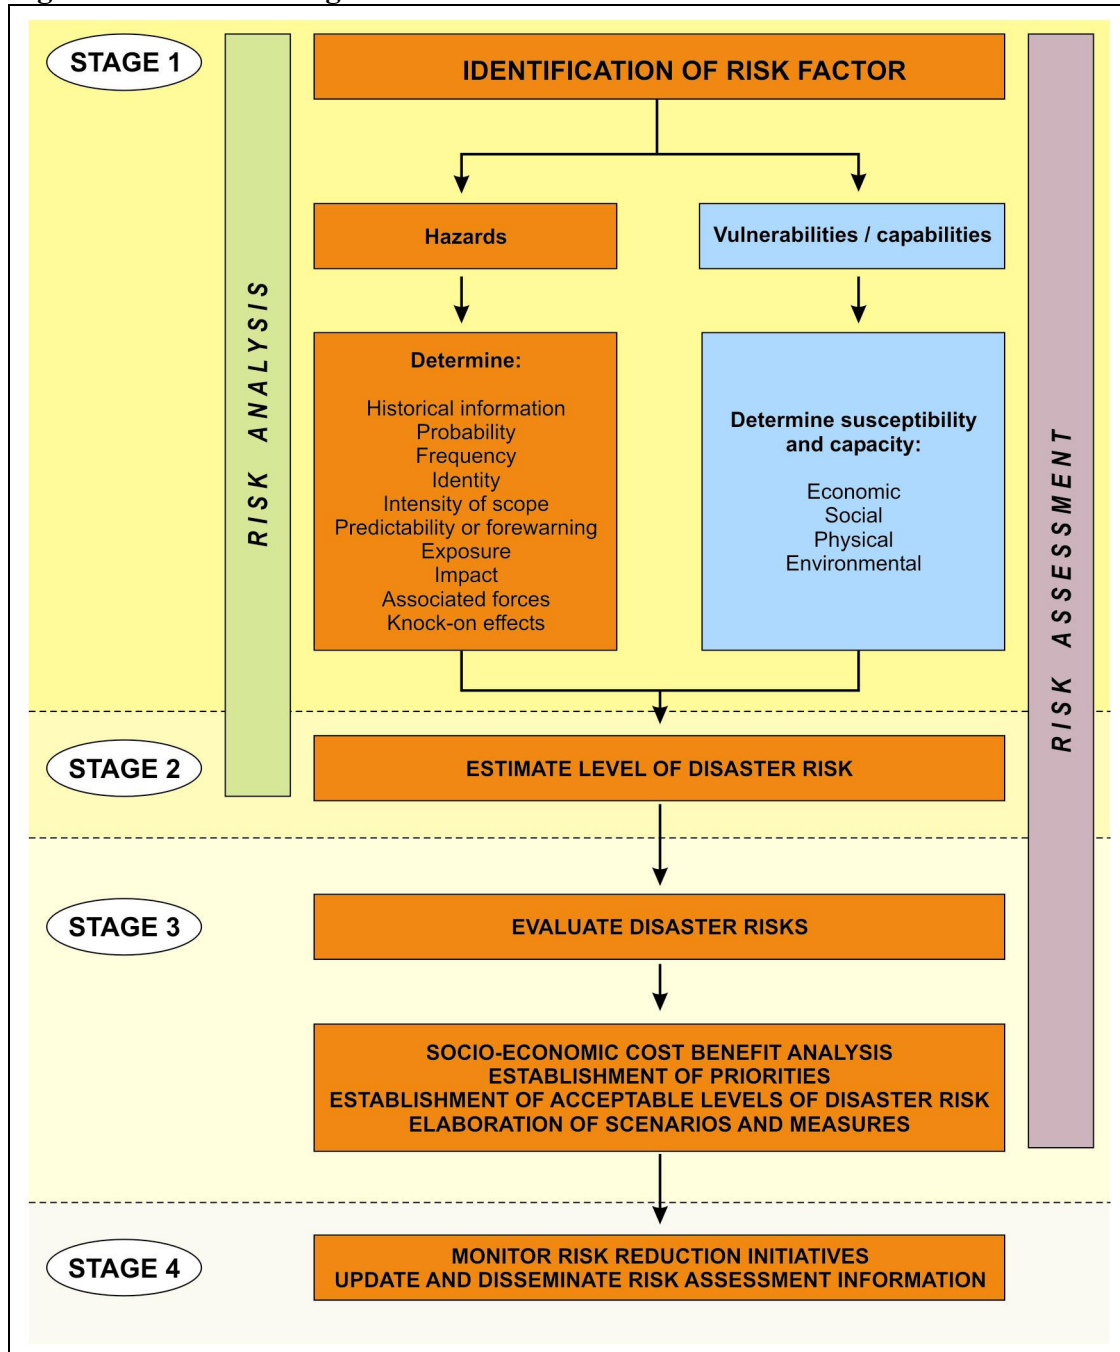 STAGE 1
IDENTIFICATION OF RISK FACTOR
Hazards
Vulnerabilities / capabilities
RISK ANALYSIS
RISK ASSESSMENT
Determine:
Historical information
Probability
Frequency
Identity
Intensity of scope
Predictability or forewarning
Exposure
Impact
Associated forces
Knock-on effects
Determine susceptibility
and capacity:
Economic
Social
Physical
Environmental
STAGE 2
ESTIMATE LEVEL OF DISASTER RISK
STAGE 3
EVALUATE DISASTER RISKS
SOCIO-ECONOMIC COST BENEFIT ANALYSIS
ESTABLISHMENT OF PRIORITIES
ESTABLISHMENT OF ACCEPTABLE LEVELS OF DISASTER RISK
ELABORATION OF SCENARIOS AND MEASURES
STAGE 4
MONITOR RISK REDUCTION INITIATIVES
UPDATE AND DISSEMINATE RISK ASSESSMENT INFORMATION